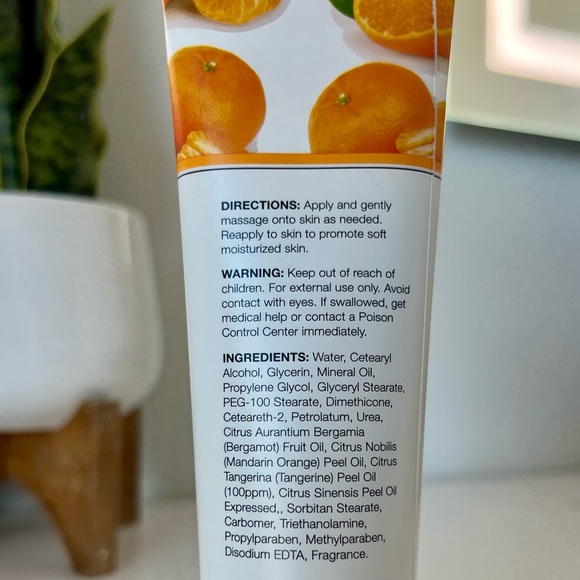 DIRECTIONS: Apply and gently
massage onto skin as needed.
Reapply to skin to promote soft
moisturized skin.
WARNING: Keep out of reach of
children. For external use only. Avoid
contact with eyes. If swallowed, get
medical help or contact a Poison
Control Center immediately.
INGREDIENTS: Water, Cetearyl
Alcohol, Glycerin, Mineral Oil,
Propylene Glycol, Glyceryl Stearate,
PEG-100 Stearate, Dimethicone,
Ceteareth-2, Petrolatum, Urea,
Citrus Aurantium Bergamia
(Bergamot) Fruit Oil, Citrus Nobilis
(Mandarin Orange) Peel Oil, Citrus
Tangerina (Tangerine) Peel Oil
(100ppm), Citrus Sinensis Peel Oil
Expressed,, Sorbitan Stearate,
Carbomer, Triethanolamine,
Propylparaben, Methylparaben,
Disodium EDTA, Fragrance.